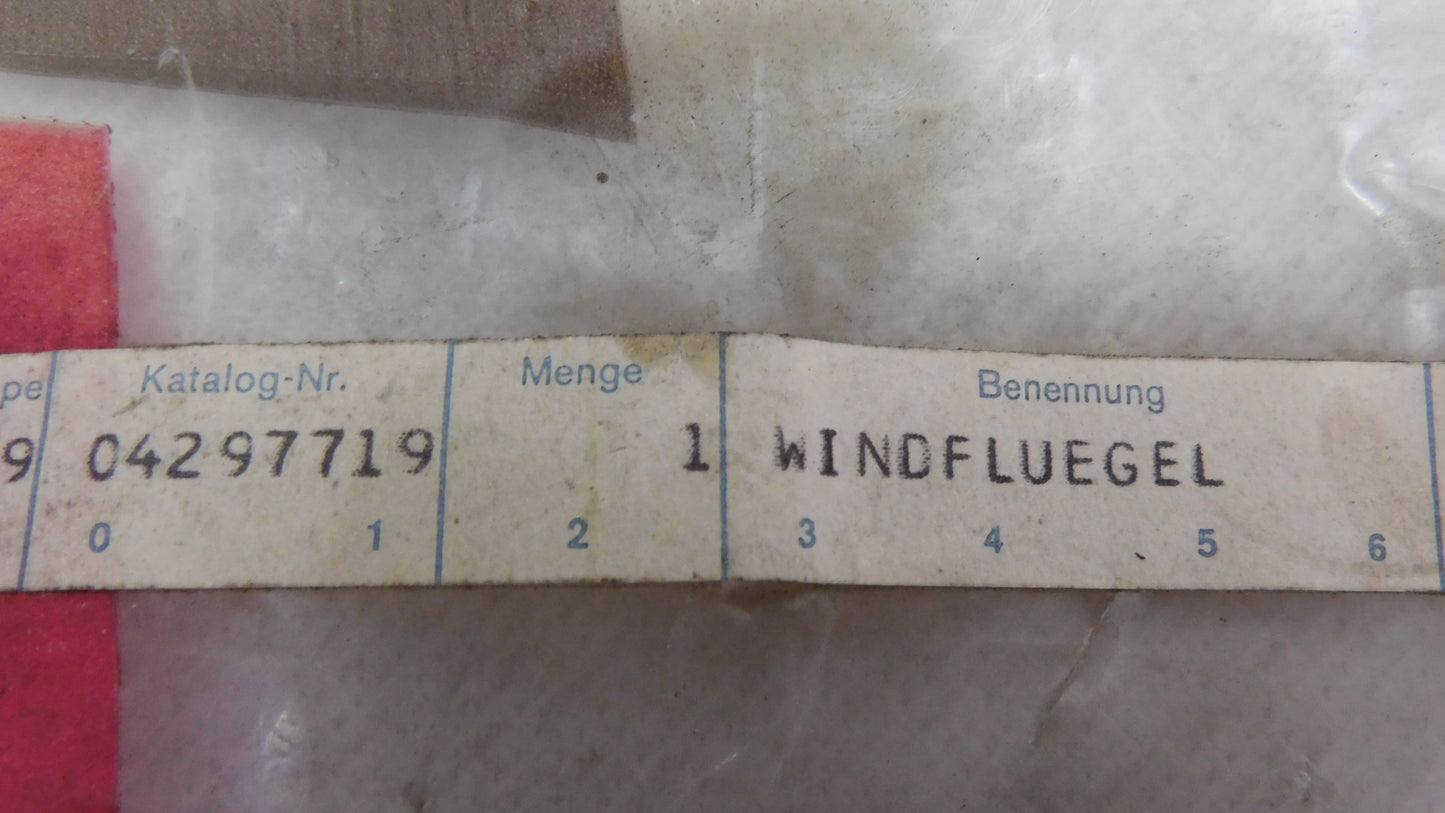 pe Katalog-Nr. Menge Benennung
9 04297719 1 WINDFLUEGEL
0 1 2 3 4 5 6